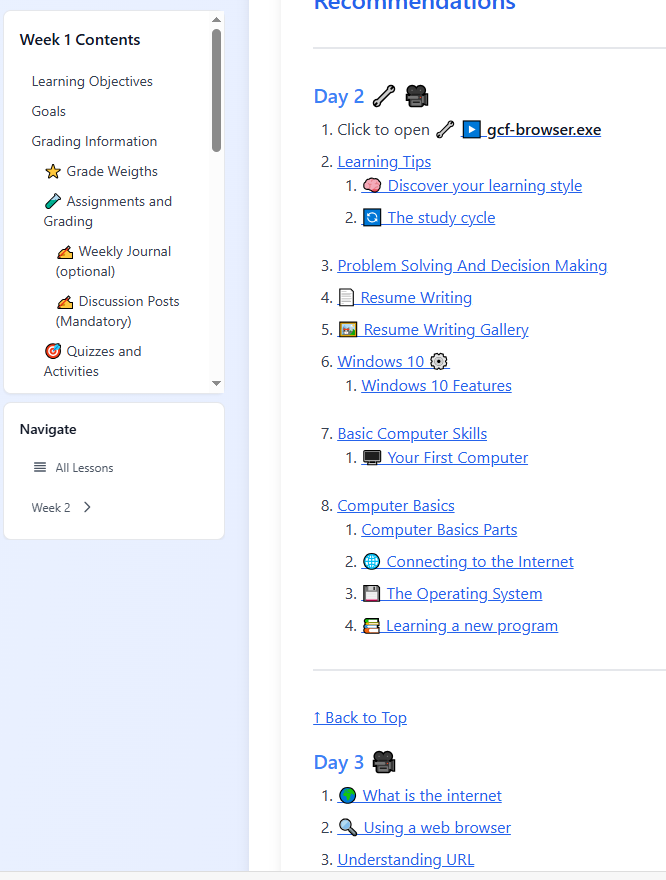 Week 1 Contents
Learning Objectives
Goals
Grading Information
⭐ Grade Weigths
🧪 Assignments and
Grading
✍️ Weekly Journal
(optional)
✍️ Discussion Posts
(Mandatory)
🎯 Quizzes and
Activities
Navigate
All Lessons
Week 2
Recommendations
Day 2 🔧 🎥
1. Click to open 🔧 ▶️ gcf-browser.exe
2. Learning Tips
1. 🧠 Discover your learning style
2. 🔄 The study cycle
3. Problem Solving And Decision Making
4. 📄 Resume Writing
5. 🖼️ Resume Writing Gallery
6. Windows 10 ⚙️
1. Windows 10 Features
7. Basic Computer Skills
1. 🖥️ Your First Computer
8. Computer Basics
1. Computer Basics Parts
2. 🌐 Connecting to the Internet
3. 💾 The Operating System
4. 📚 Learning a new program
↑ Back to Top
Day 3 🎥
1. 🌍 What is the internet
2. 🔍 Using a web browser
3. Understanding URL